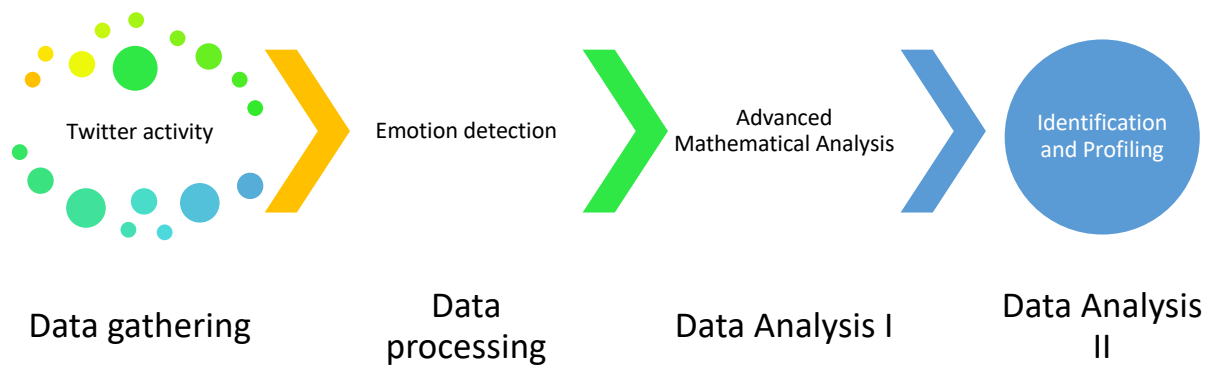 Twitter activity
Emotion detection
Advanced
Mathematical Analysis
Identification
and Profiling
Data gathering
Data
processing
Data Analysis I
Data Analysis
II